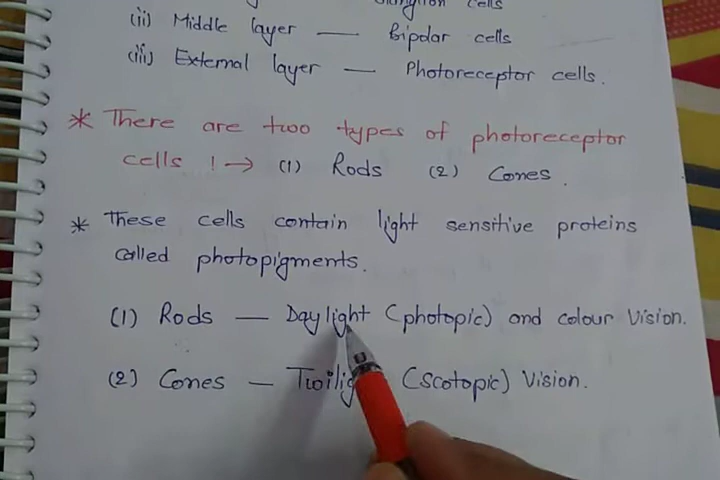 cells
(ii) Middle layer — Bipolar cells
(iii) External layer — Photoreceptor cells.
* There are two types of photoreceptor
cells :→ (1) Rods (2) Cones.
* These cells contain light sensitive proteins
called photopigments.
(1) Rods — Daylight (photopic) and colour Vision.
(2) Cones — (Scotopic) Vision.